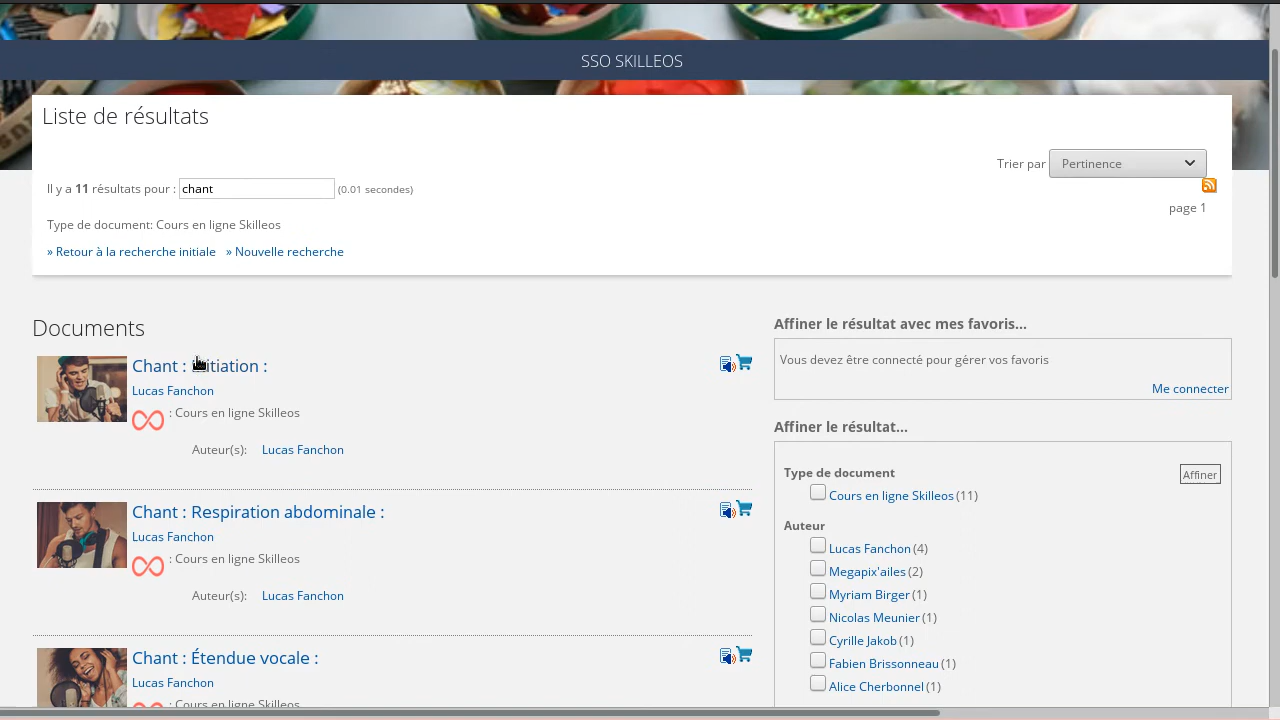 SSO SKILLEOS
Liste de résultats
Trier par Pertinence
Il y a 11 résultats pour : chant (0.01 secondes)
page 1
Type de document: Cours en ligne Skilleos
» Retour à la recherche initiale » Nouvelle recherche
Documents
Chant : Initiation :
Lucas Fanchon
: Cours en ligne Skilleos
Auteur(s): Lucas Fanchon
Chant : Respiration abdominale :
Lucas Fanchon
: Cours en ligne Skilleos
Auteur(s): Lucas Fanchon
Chant : Étendue vocale :
Lucas Fanchon
: Cours en ligne Skilleos
Affiner le résultat avec mes favoris...
Vous devez être connecté pour gérer vos favoris
Me connecter
Affiner le résultat...
Type de document
Affiner
Cours en ligne Skilleos (11)
Auteur
Lucas Fanchon (4)
Megapix'ailes (2)
Myriam Birger (1)
Nicolas Meunier (1)
Cyrille Jakob (1)
Fabien Brissonneau (1)
Alice Cherbonnel (1)